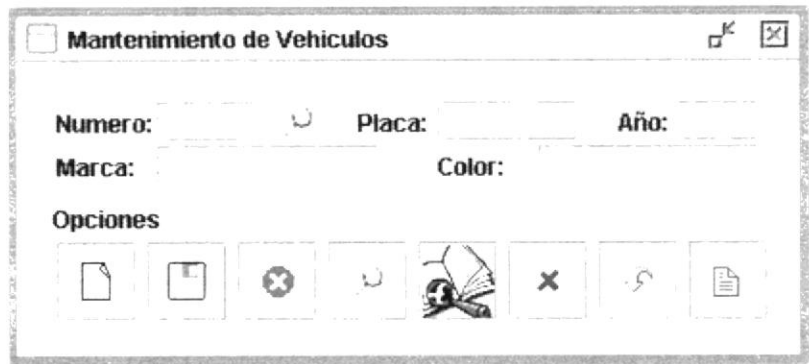 Mantenimiento de Vehiculos
Numero: Placa: Año:
Marca: Color:
Opciones